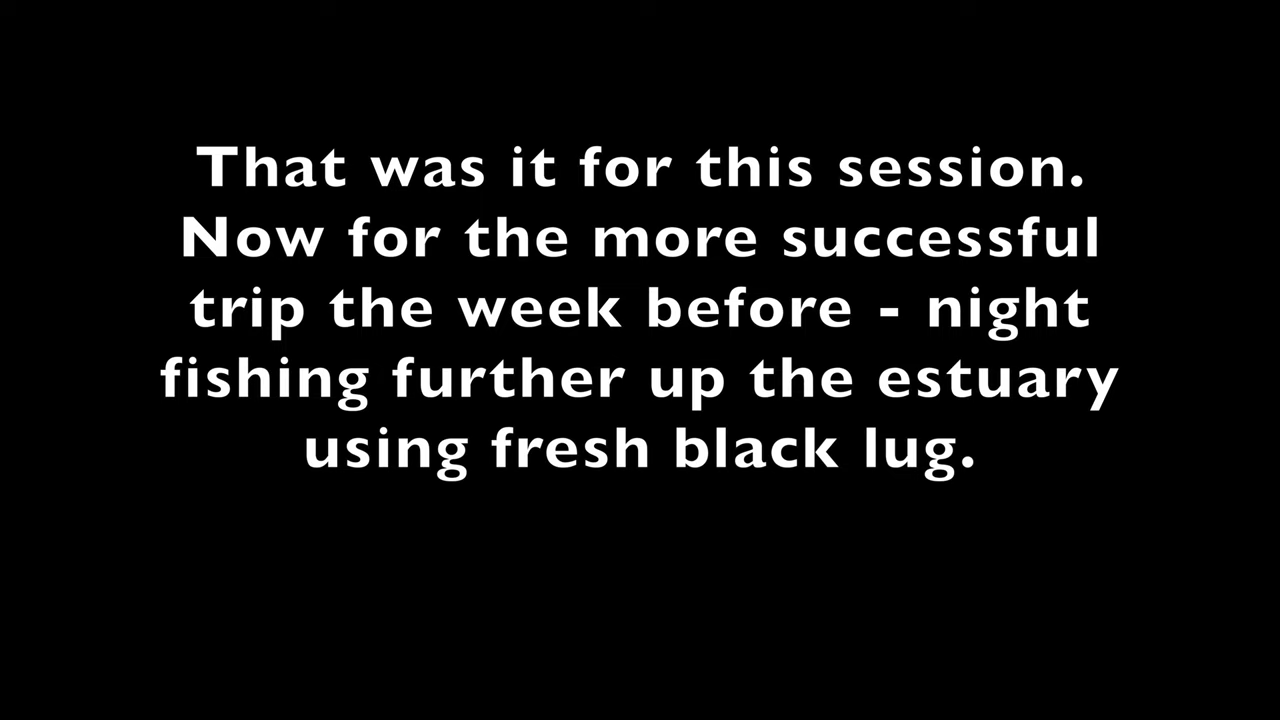 That was it for this session.
Now for the more successful
trip the week before - night
fishing further up the estuary
using fresh black lug.